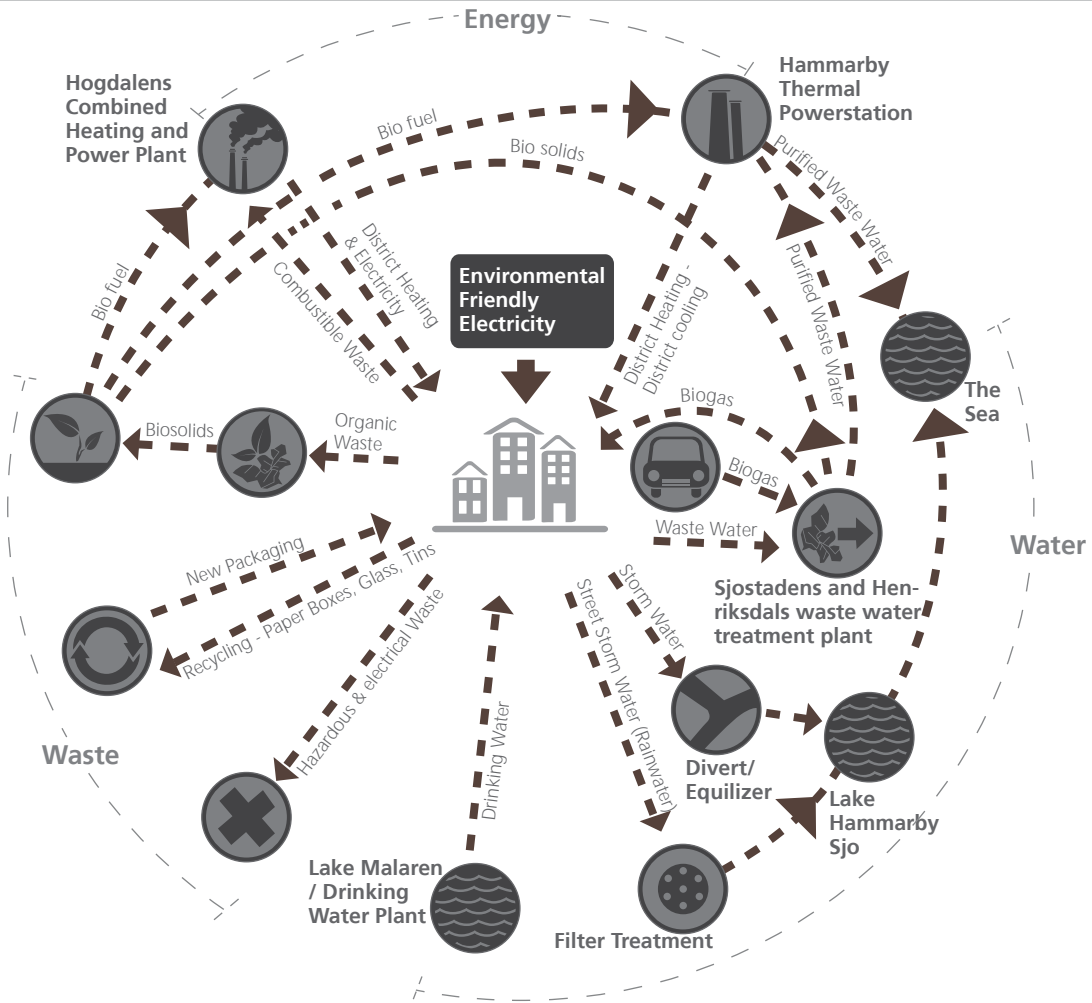 Energy
Hogdalens
Combined
Heating and
Power Plant
Hammarby
Thermal
Powerstation
Bio fuel
Bio solids
Purified Waste Water
Purified Waste Water
Bio fuel
District Heating
& Electricity
Combustible Waste
Environmental
Friendly
Electricity
District Heating -
District cooling
The
Sea
Biogas
Biosolids
Organic
Waste
Biogas
Waste Water
Water
New Packaging
Recycling - Paper Boxes, Glass, Tins
Hazardous & electrical Waste
Storm Water
Street Storm Water (Rainwater)
Sjostadens and Hen-
riksdals waste water
treatment plant
Waste
Drinking Water
Divert/
Equilizer
Lake
Hammarby
Sjo
Lake Malaren
/ Drinking
Water Plant
Filter Treatment